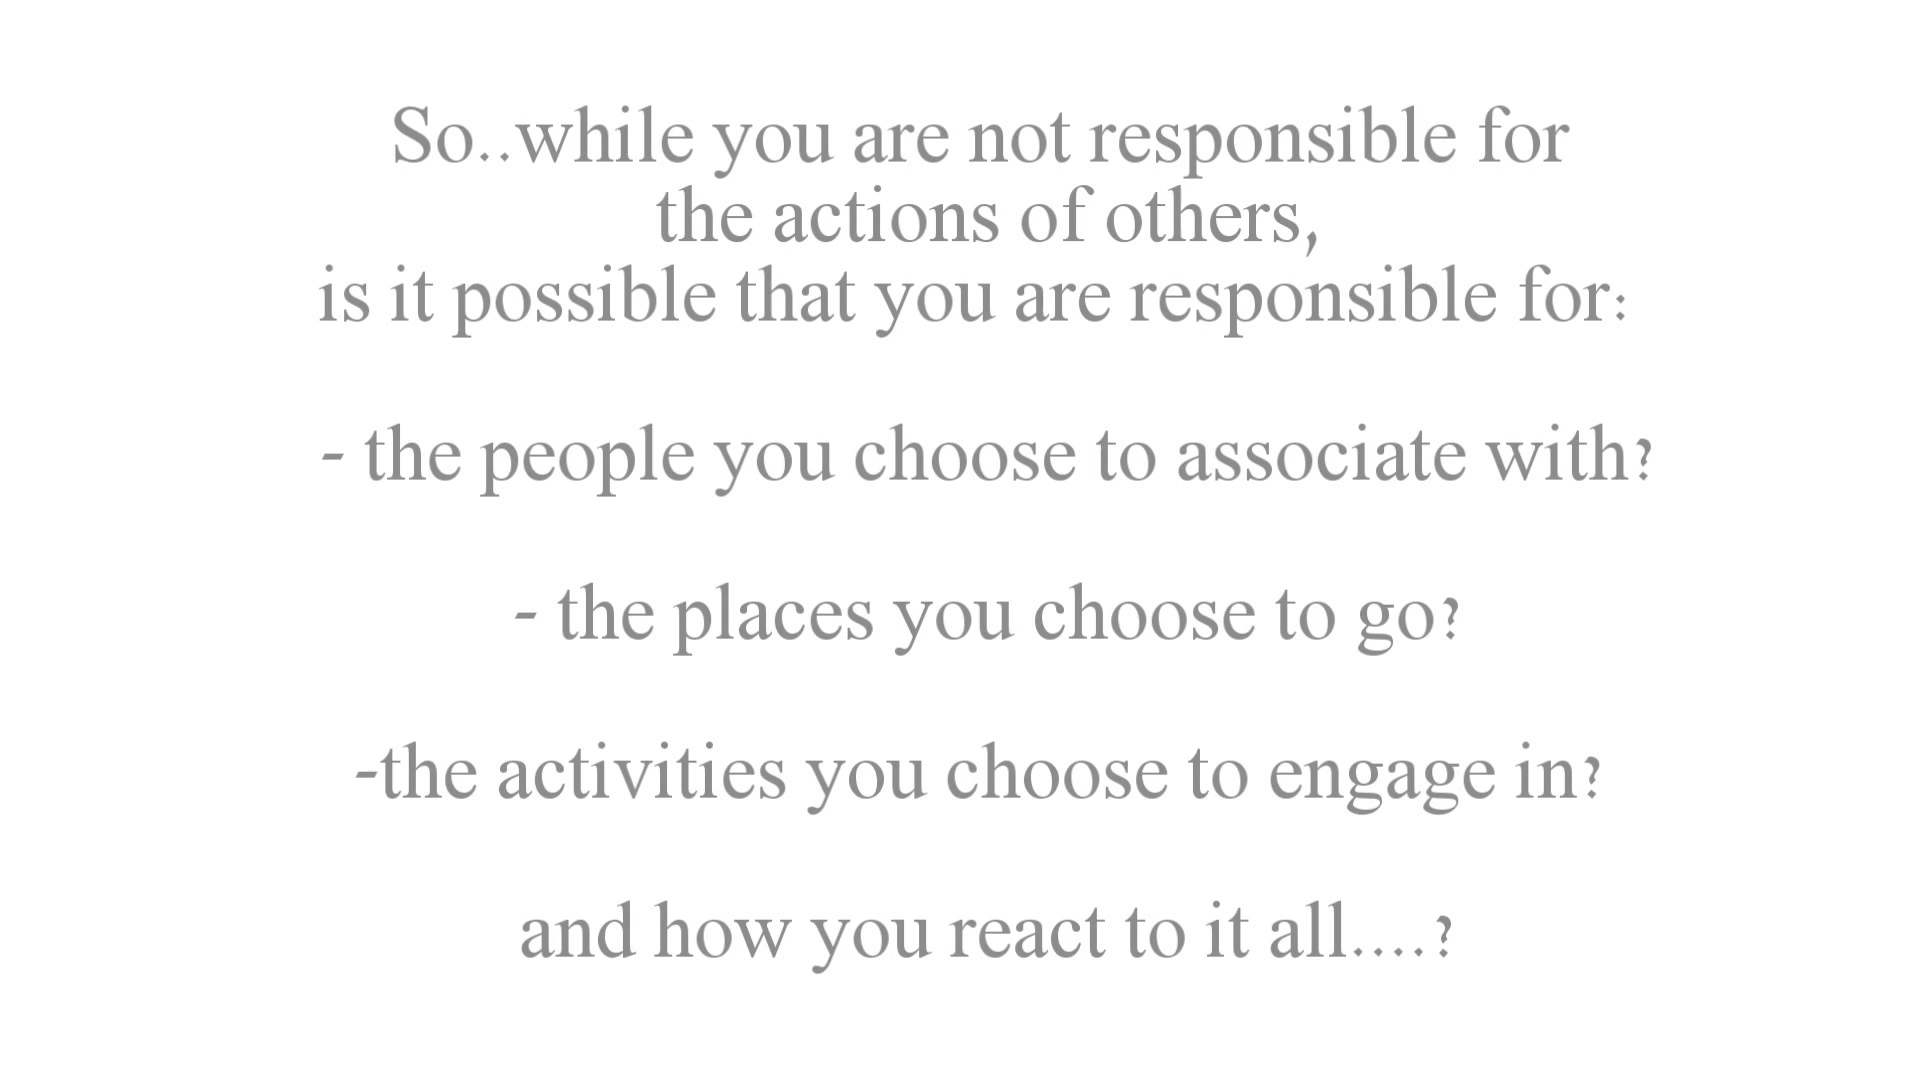 So..while you are not responsible for
the actions of others,
is it possible that you are responsible for:
- the people you choose to associate with?
- the places you choose to go?
-the activities you choose to engage in?
and how you react to it all....?